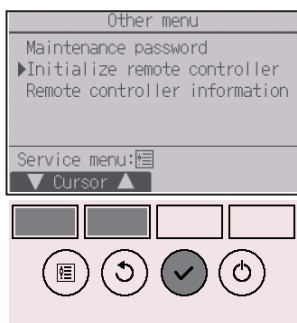 Other menu
Maintenance password
▶Initialize remote controller
Remote controller information
Service menu:
▼ Cursor ▲